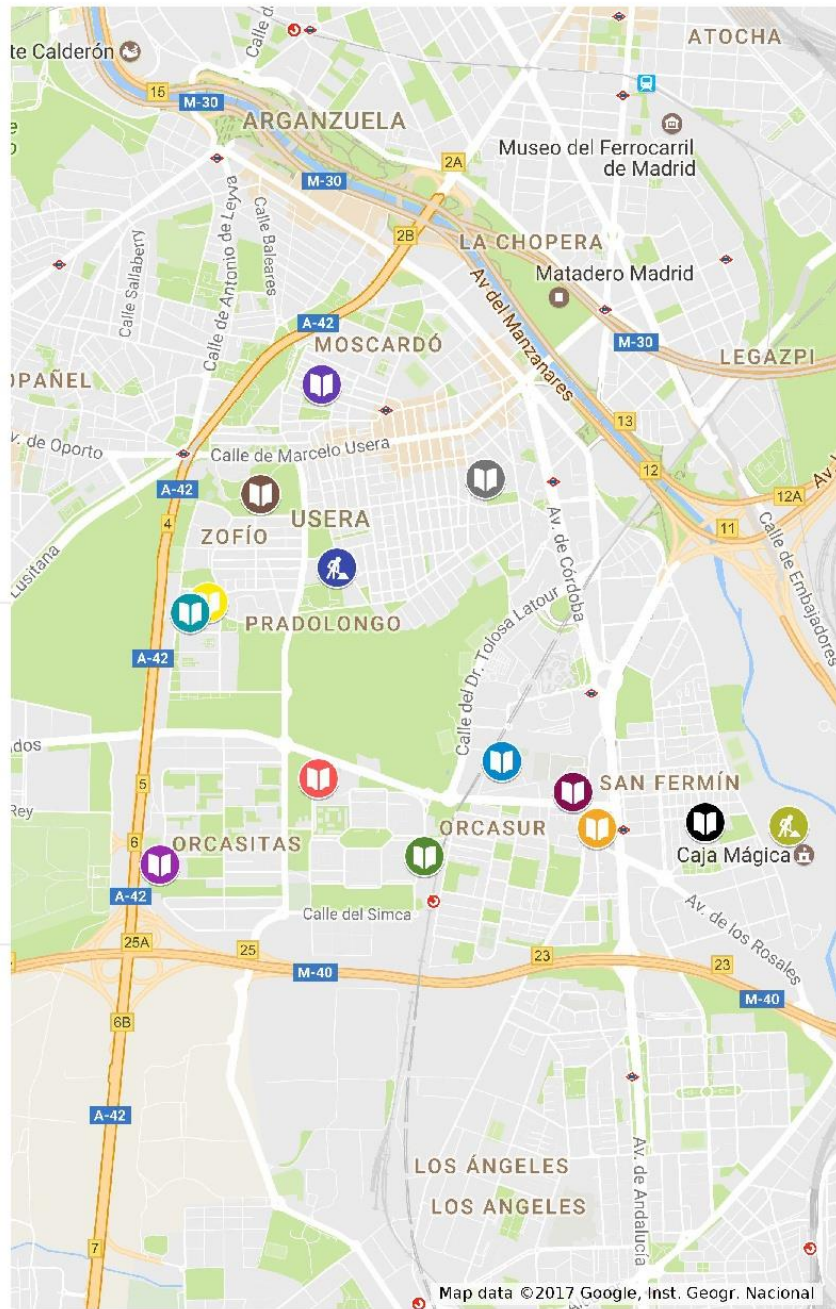 ATOCHA
te Calderón
Calle d
15
M-30
ARGANZUELA
Museo del Ferrocarril
de Madrid
2A
M-30
Calle de Antonio de Leyva
Calle Baleares
Calle Sallaberry
2B
LA CHOPERA
Av del Manzanares
Matadero Madrid
A-42
M-30
MOSCARDÓ
LEGAZPI
OPAÑEL
13
v. de Oporto
Calle de Marcelo Usera
12
A-42
12A
Av
4
USERA
11
ZOFÍO
Lusitana
Av. de Córdoba
Calle de Embajadores
PRADOLONGO
Calle del Dr. Tolosa Latour
A-42
dos
5
SAN FERMÍN
Rey
6
ORCASITAS
ORCASUR
Caja Mágica
A-42
Calle del Simca
Av. de los Rosales
25A
25
23
23
M-40
M-40
6B
A-42
LOS ÁNGELES
Av. de Andalucía
LOS ANGELES
7
Map data ©2017 Google, Inst. Geogr. Nacional